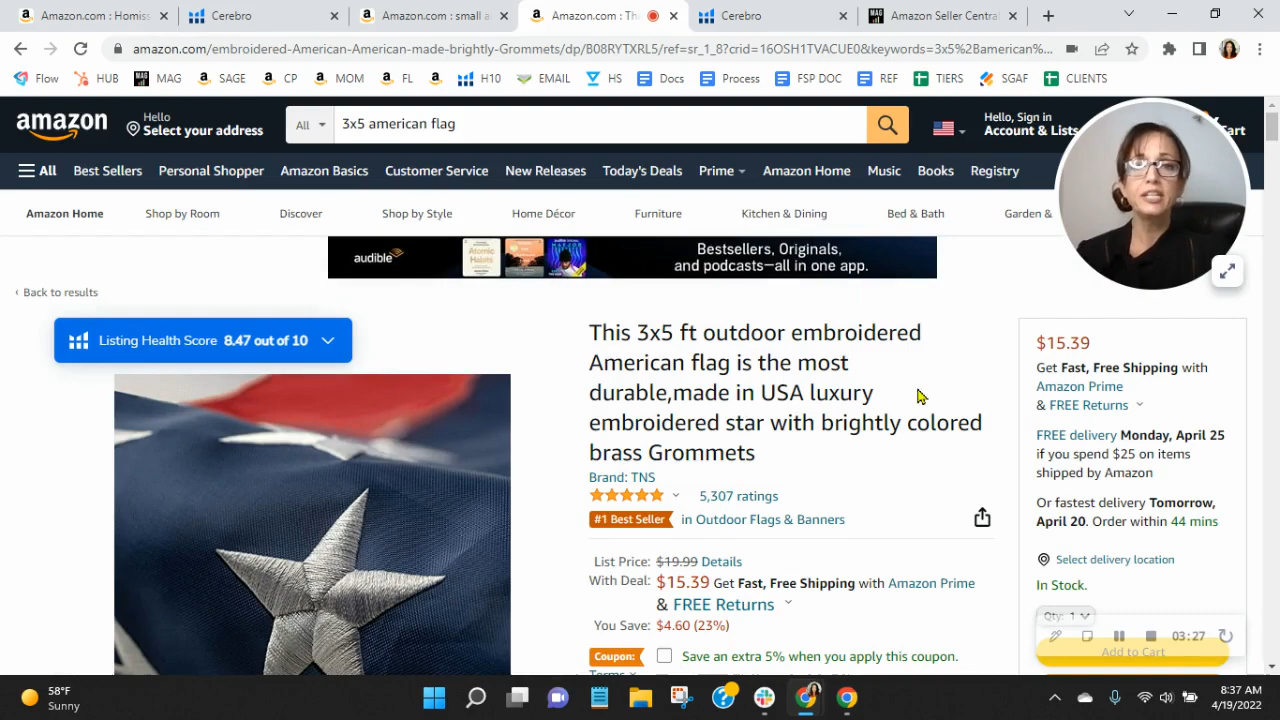 Amazon.com : Homiss
Cerebro
Amazon.com : small a
Amazon.com : Th
Cerebro
MAG Amazon Seller Centra
amazon.com/embroidered-American-American-made-brightly-Grommets/dp/B08RYTXRL5/ref=sr_1_8?crid=16OSH1TVACUE0&keywords=3x5%2Bamerican%...
Flow HUB MAG SAGE CP MOM FL H10 EMAIL HS Docs Process FSP DOC REF TIERS SGAF CLIENTS
amazon
Hello
Select your address
All
3x5 american flag
Hello, Sign in
Account & Lists
Cart
All Best Sellers Prime Personal Shopper Amazon Basics Customer Service New Releases Today's Deals Prime Amazon Home Music Books Registry
Amazon Home Shop by Room Discover Shop by Style Home Décor Furniture Kitchen & Dining Bed & Bath Garden &
audible
Bestsellers, Originals,
and podcasts—all in one app.
‹ Back to results
Listing Health Score 8.47 out of 10
This 3x5 ft outdoor embroidered
American flag is the most
durable,made in USA luxury
embroidered star with brightly colored
brass Grommets
Brand: TNS
5,307 ratings
#1 Best Seller in Outdoor Flags & Banners
List Price: $19.99 Details
With Deal: $15.39 Get Fast, Free Shipping with Amazon Prime
& FREE Returns
You Save: $4.60 (23%)
Coupon: Save an extra 5% when you apply this coupon.
Terms
$15.39
Get Fast, Free Shipping with
Amazon Prime
& FREE Returns
FREE delivery Monday, April 25
if you spend $25 on items
shipped by Amazon
Or fastest delivery Tomorrow,
April 20. Order within 44 mins
Select delivery location
In Stock.
Qty: 1
03:27
Add to Cart
58°F
Sunny
8:37 AM
4/19/2022